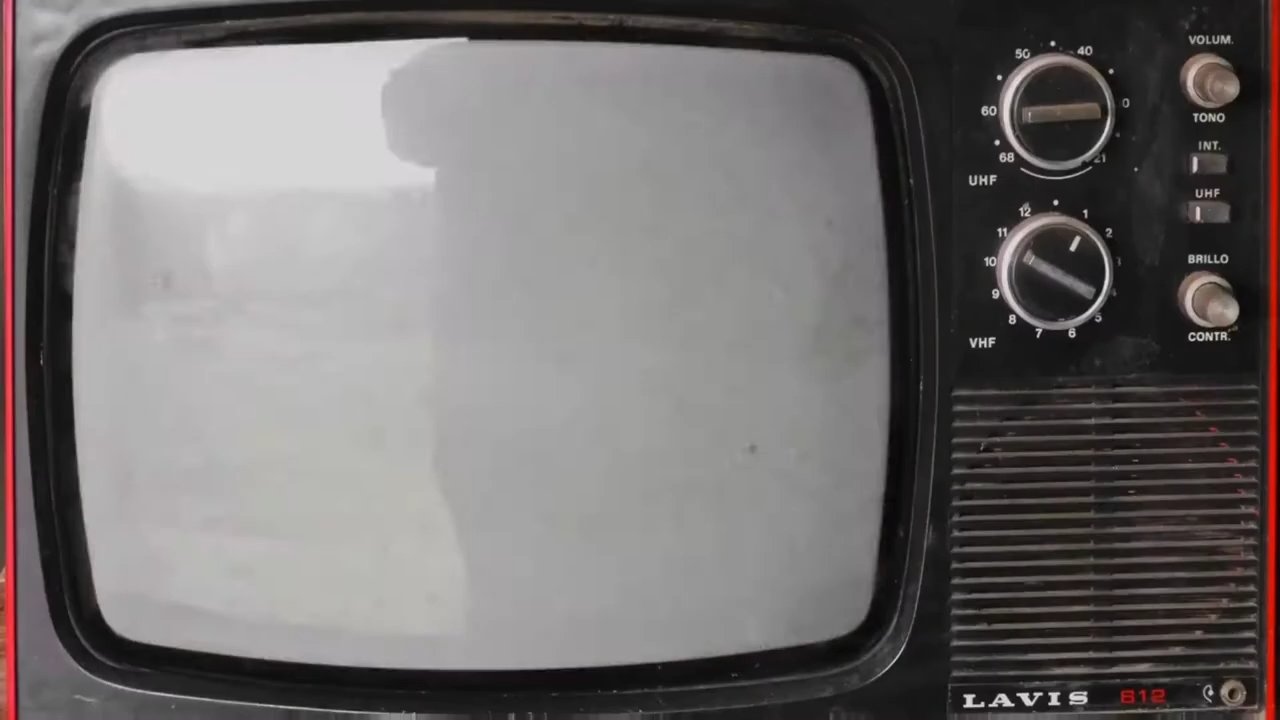 VOLUM.
50 40
60 0
68 21
UHF
TONO
INT.
UHF
12 1
11 2
10
9
8 5
7 6
VHF
BRILLO
CONTR.
LAVIS 612